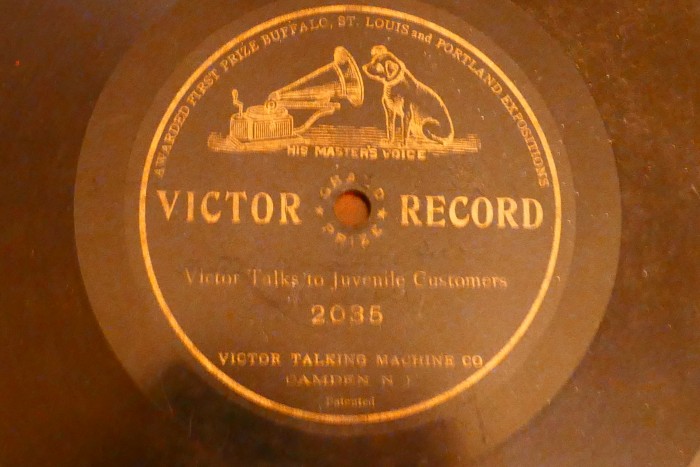 AWARDED FIRST PRIZE BUFFALO, ST. LOUIS and PORTLAND EXPOSITIONS
HIS MASTER'S VOICE
GRAND
VICTOR RECORD
PRIZE
Victor Talks to Juvenile Customers
2035
VICTOR TALKING MACHINE CO
CAMDEN N J
Patented